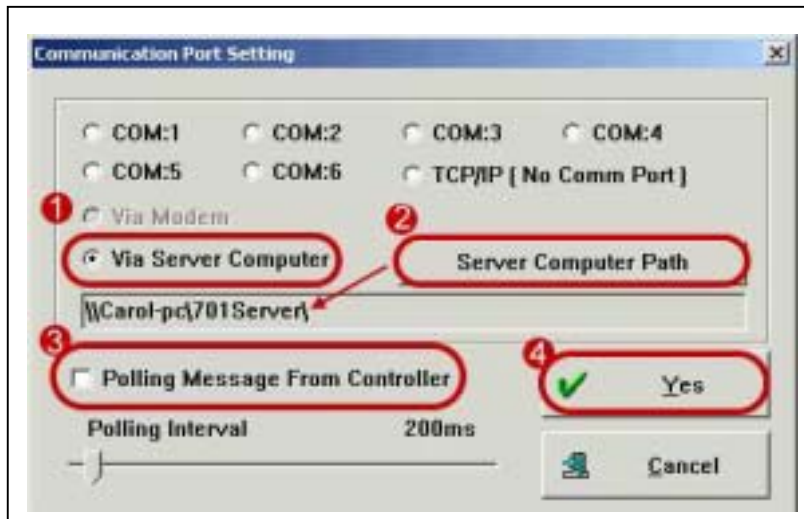 Communication Port Setting
COM:1 COM:2 COM:3 COM:4
COM:5 COM:6 TCP/IP [ No Comm Port ]
1 Via Modem 2
Via Server Computer Server Computer Path
\\Carol-pc\701Server\
3 4
Polling Message From Controller Yes
Polling Interval 200ms
Cancel